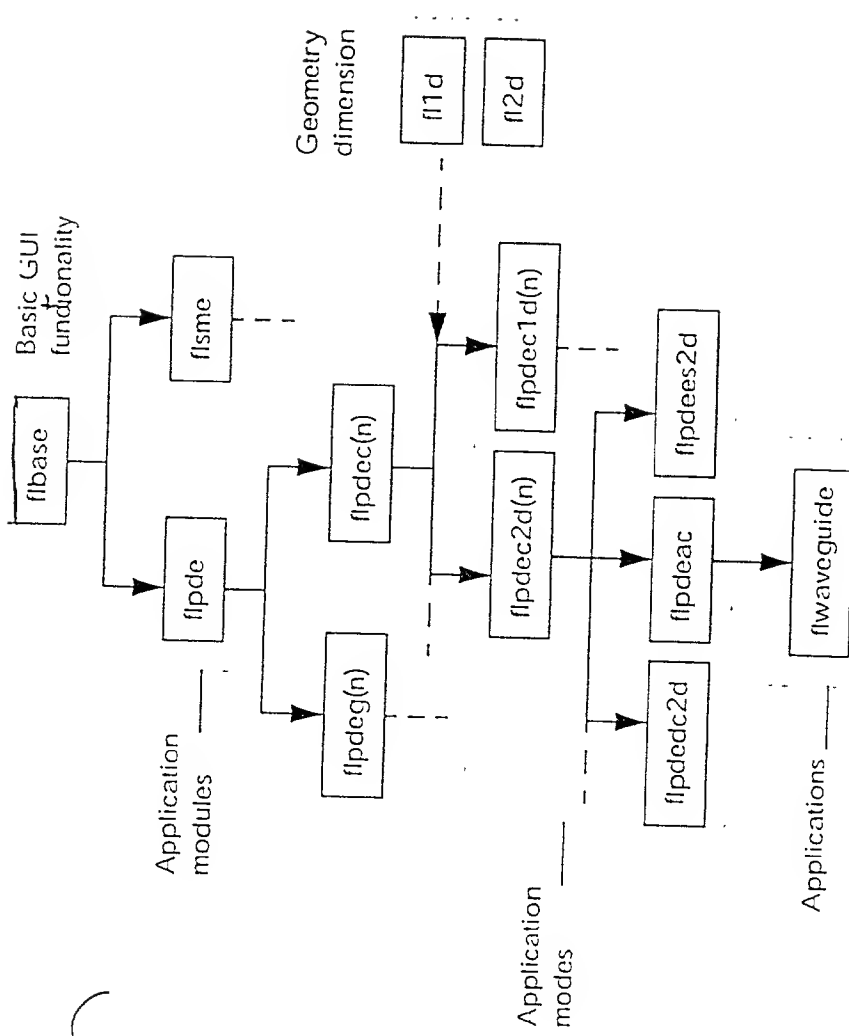 flbase
Basic GUI
functionality
Application
modules
flpde
flsme
Geometry
dimension
flpdeg(n)
flpdec(n)
fl1d
fl2d
flpdec2d(n)
flpdec1d(n)
Application
modes
flpdedc2d
flpdeac
flpdees2d
Applications
flwaveguide